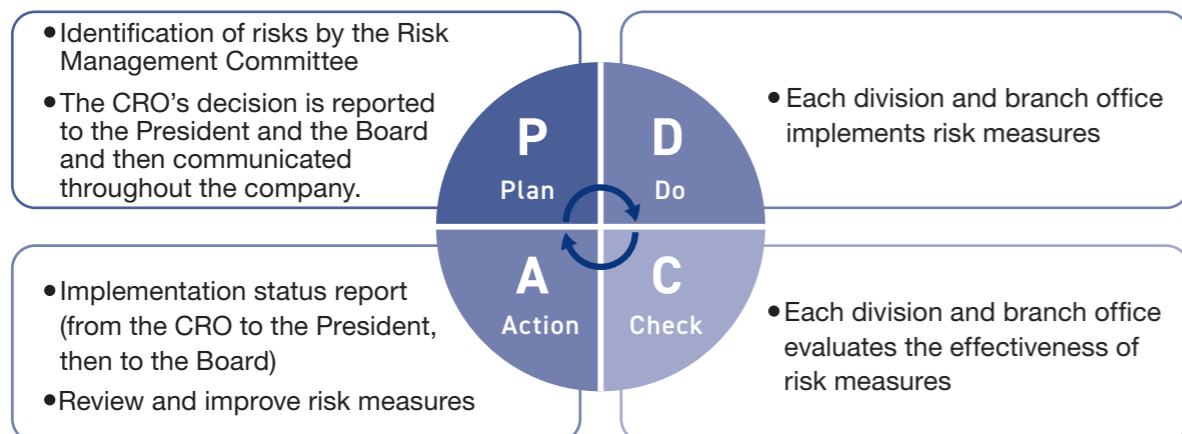 •Identification of risks by the Risk
Management Committee
•The CRO's decision is reported
to the President and the Board
and then communicated
throughout the company.
P
Plan
D
Do
•Each division and branch office
implements risk measures
•Implementation status report
(from the CRO to the President,
then to the Board)
•Review and improve risk measures
A
Action
C
Check
•Each division and branch office
evaluates the effectiveness of
risk measures